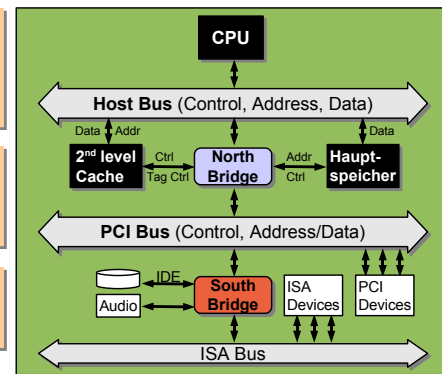 CPU
Host Bus (Control, Address, Data)
Data
Addr
Data
2nd level
Cache
Ctrl
Tag Ctrl
North
Bridge
Addr
Ctrl
Haupt-
speicher
PCI Bus (Control, Address/Data)
IDE
Audio
South
Bridge
ISA
Devices
PCI
Devices
ISA Bus